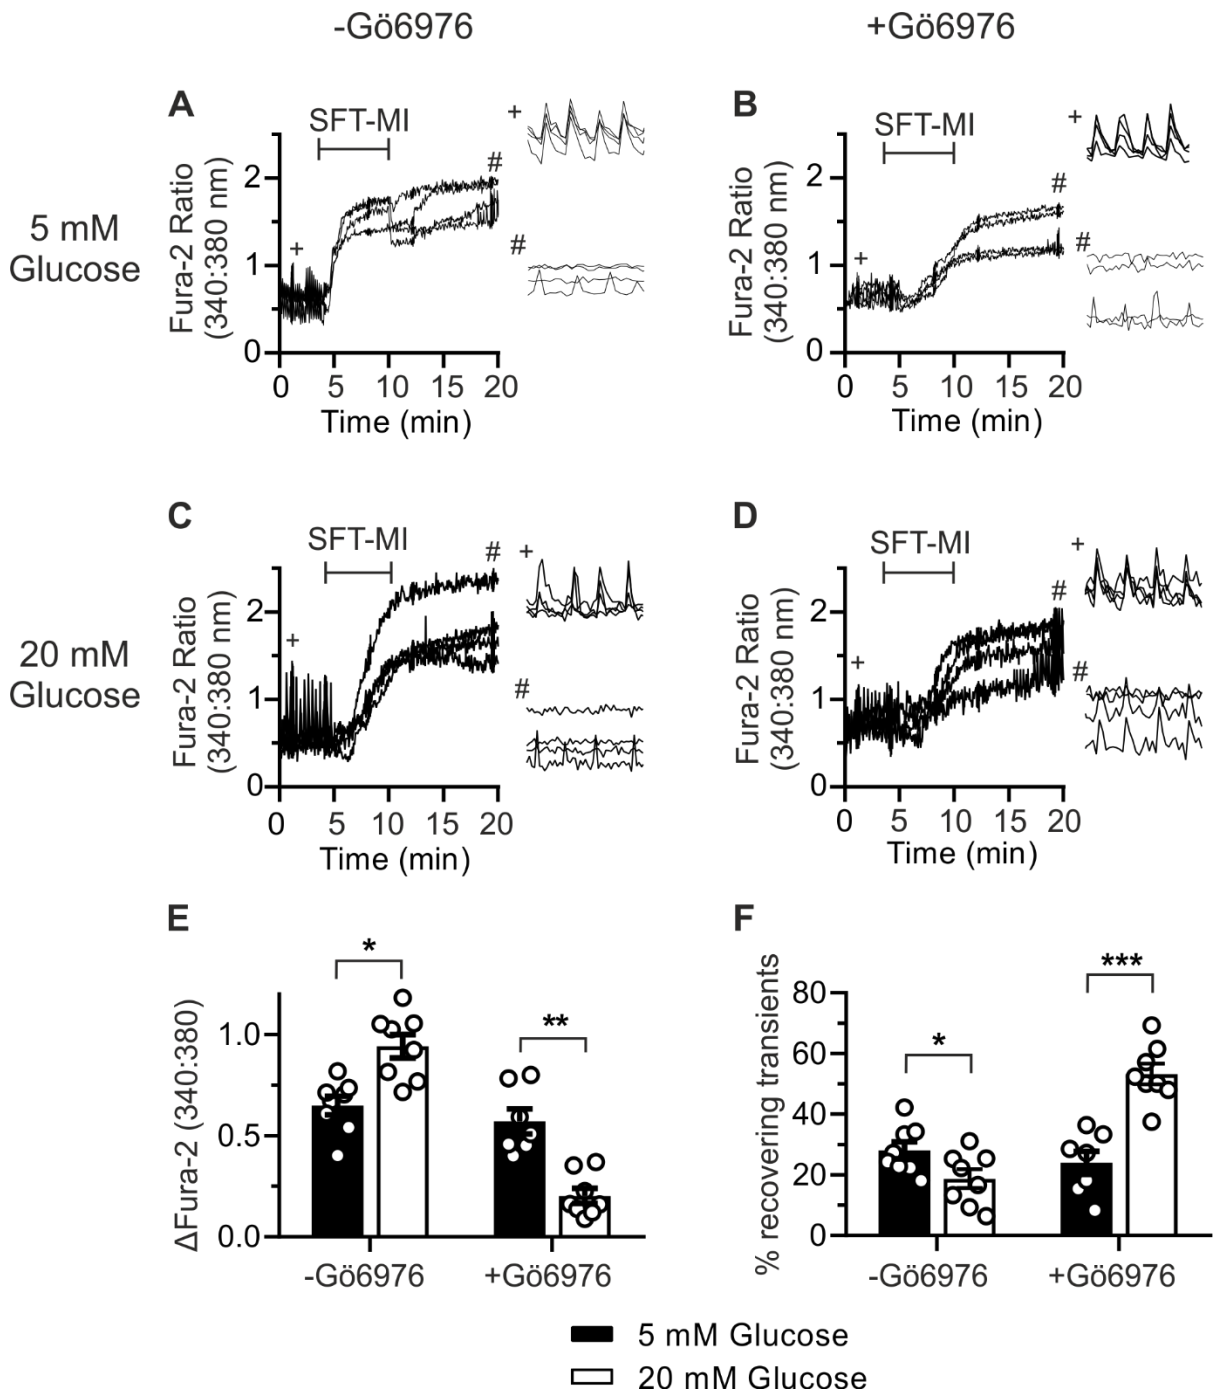 -Gö6976
+Gö6976
5 mM
Glucose
20 mM
Glucose
A
SFT-MI
+
#
+
#
Fura-2 Ratio
(340:380 nm)
2
1
0
0 5 10 15 20
Time (min)
B
SFT-MI
+
#
+
#
Fura-2 Ratio
(340:380 nm)
2
1
0
0 5 10 15 20
Time (min)
C
SFT-MI
+
#
+
#
Fura-2 Ratio
(340:380 nm)
2
1
0
0 5 10 15 20
Time (min)
D
SFT-MI
+
#
+
#
Fura-2 Ratio
(340:380 nm)
2
1
0
0 5 10 15 20
Time (min)
E
*
**
ΔFura-2 (340:380)
1.0
0.5
0.0
-Gö6976
+Gö6976
F
*
***
% recovering transients
80
60
40
20
0
-Gö6976
+Gö6976
5 mM Glucose
20 mM Glucose